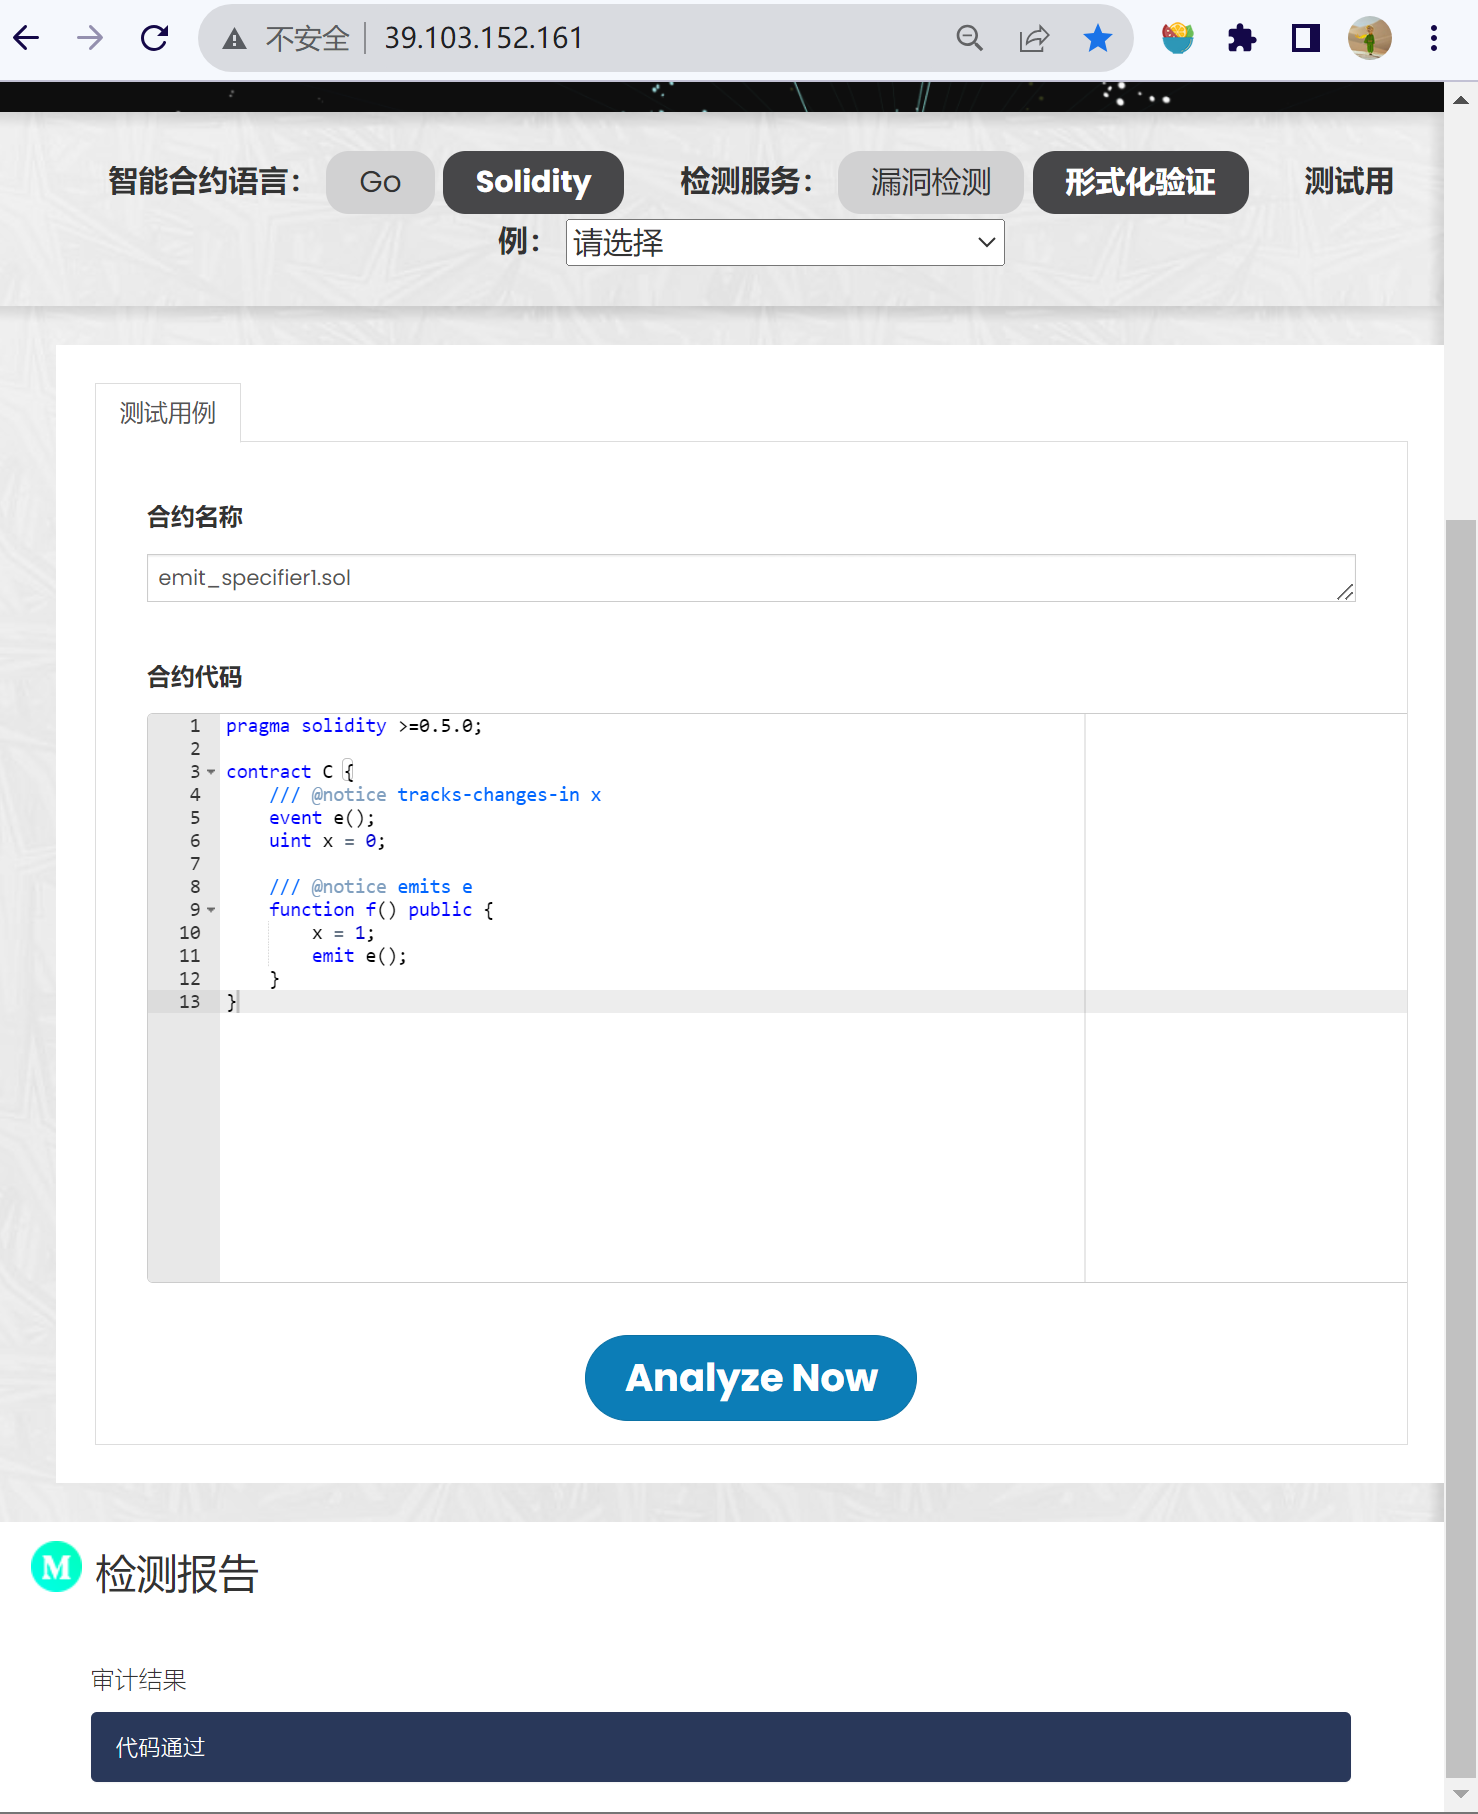 不安全 39.103.152.161
智能合约语言： Go Solidity 检测服务： 漏洞检测 形式化验证 测试用
例： 请选择
测试用例
合约名称
emit_specifier1.sol
合约代码
1 pragma solidity >=0.5.0;
2
3 contract C {
4 /// @notice tracks-changes-in x
5 event e();
6 uint x = 0;
7
8 /// @notice emits e
9 function f() public {
10 x = 1;
11 emit e();
12 }
13 }
Analyze Now
M 检测报告
审计结果
代码通过